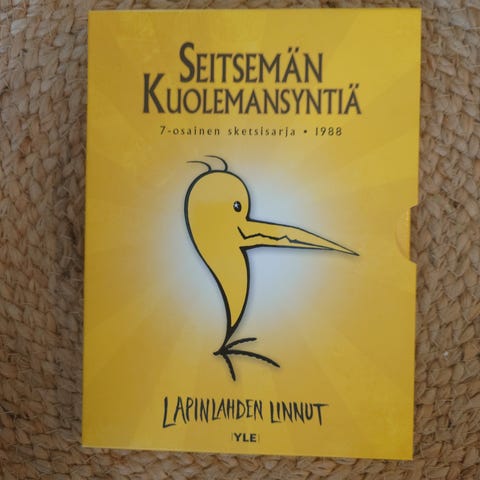 SEITSEMÄN
KUOLEMANSYNTIÄ
7-osainen sketsisarja • 1988
LAPINLAHDEN LINNUT
YLE